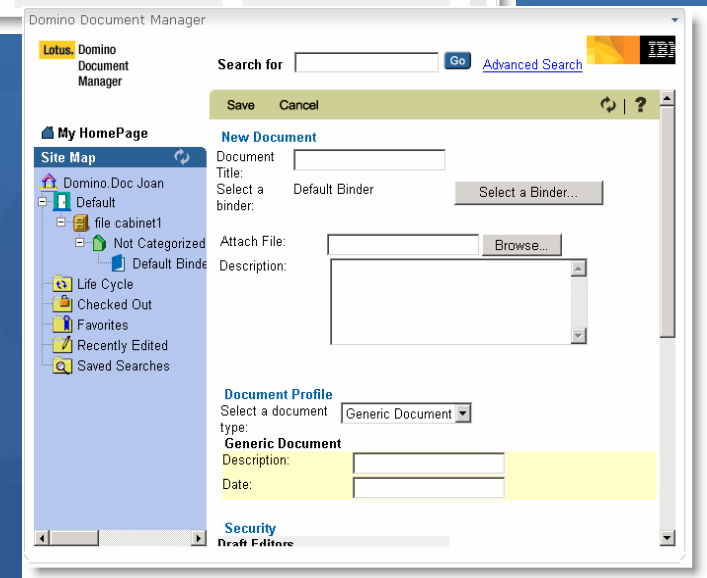 Domino Document Manager
Lotus. Domino
Document
Manager
Search for
Go
Advanced Search
IBM
Save Cancel
?
My HomePage
Site Map
Domino.Doc Joan
Default
file cabinet1
Not Categorized
Default Binde
Life Cycle
Checked Out
Favorites
Recently Edited
Saved Searches
New Document
Document
Title:
Select a
binder:
Default Binder
Select a Binder...
Attach File:
Browse...
Description:
Document Profile
Select a document
type:
Generic Document
Generic Document
Description:
Date:
Security
Draft Editors